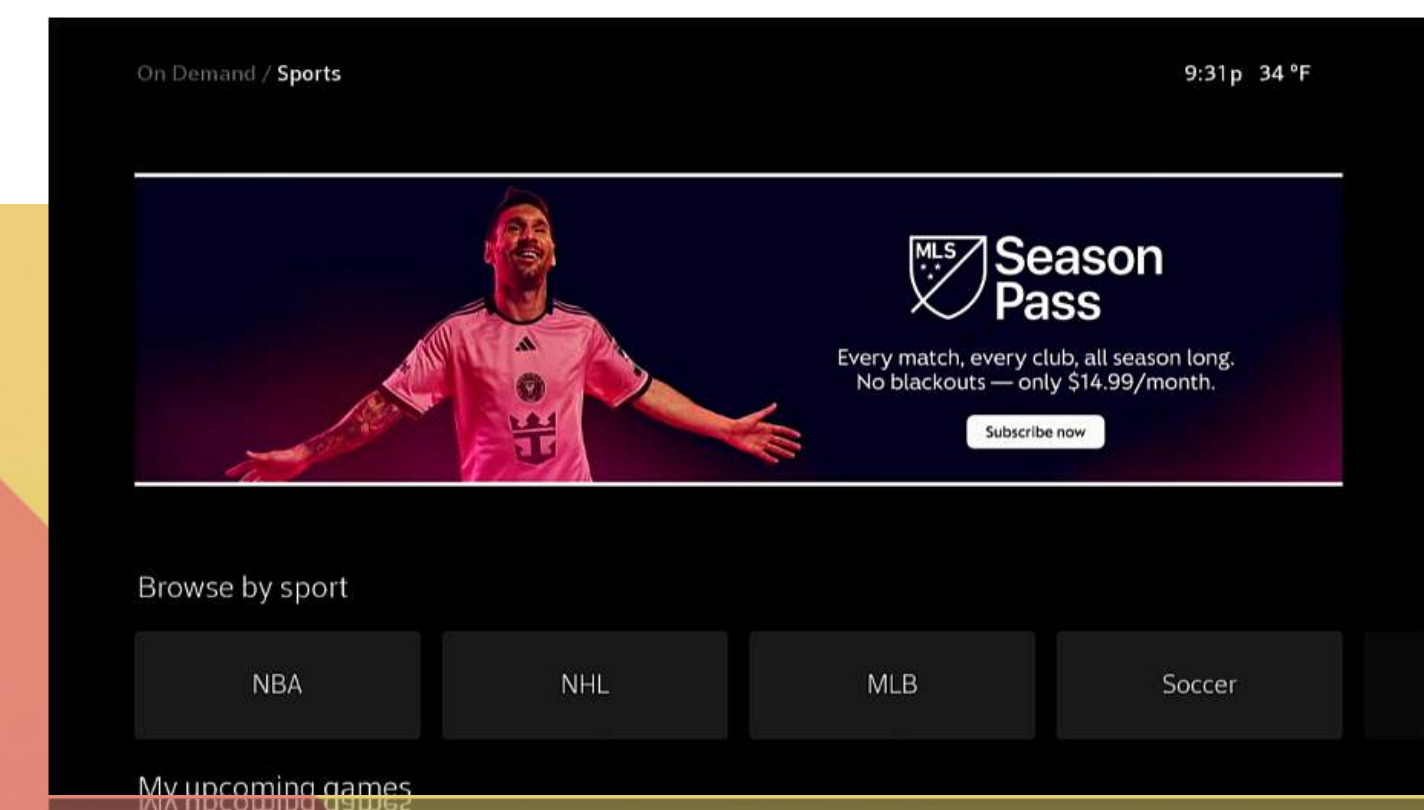 On Demand / Sports
9:31p 34 °F
MLS
Season
Pass
Every match, every club, all season long.
No blackouts — only $14.99/month.
Subscribe now
Browse by sport
NBA
NHL
MLB
Soccer
My upcoming games